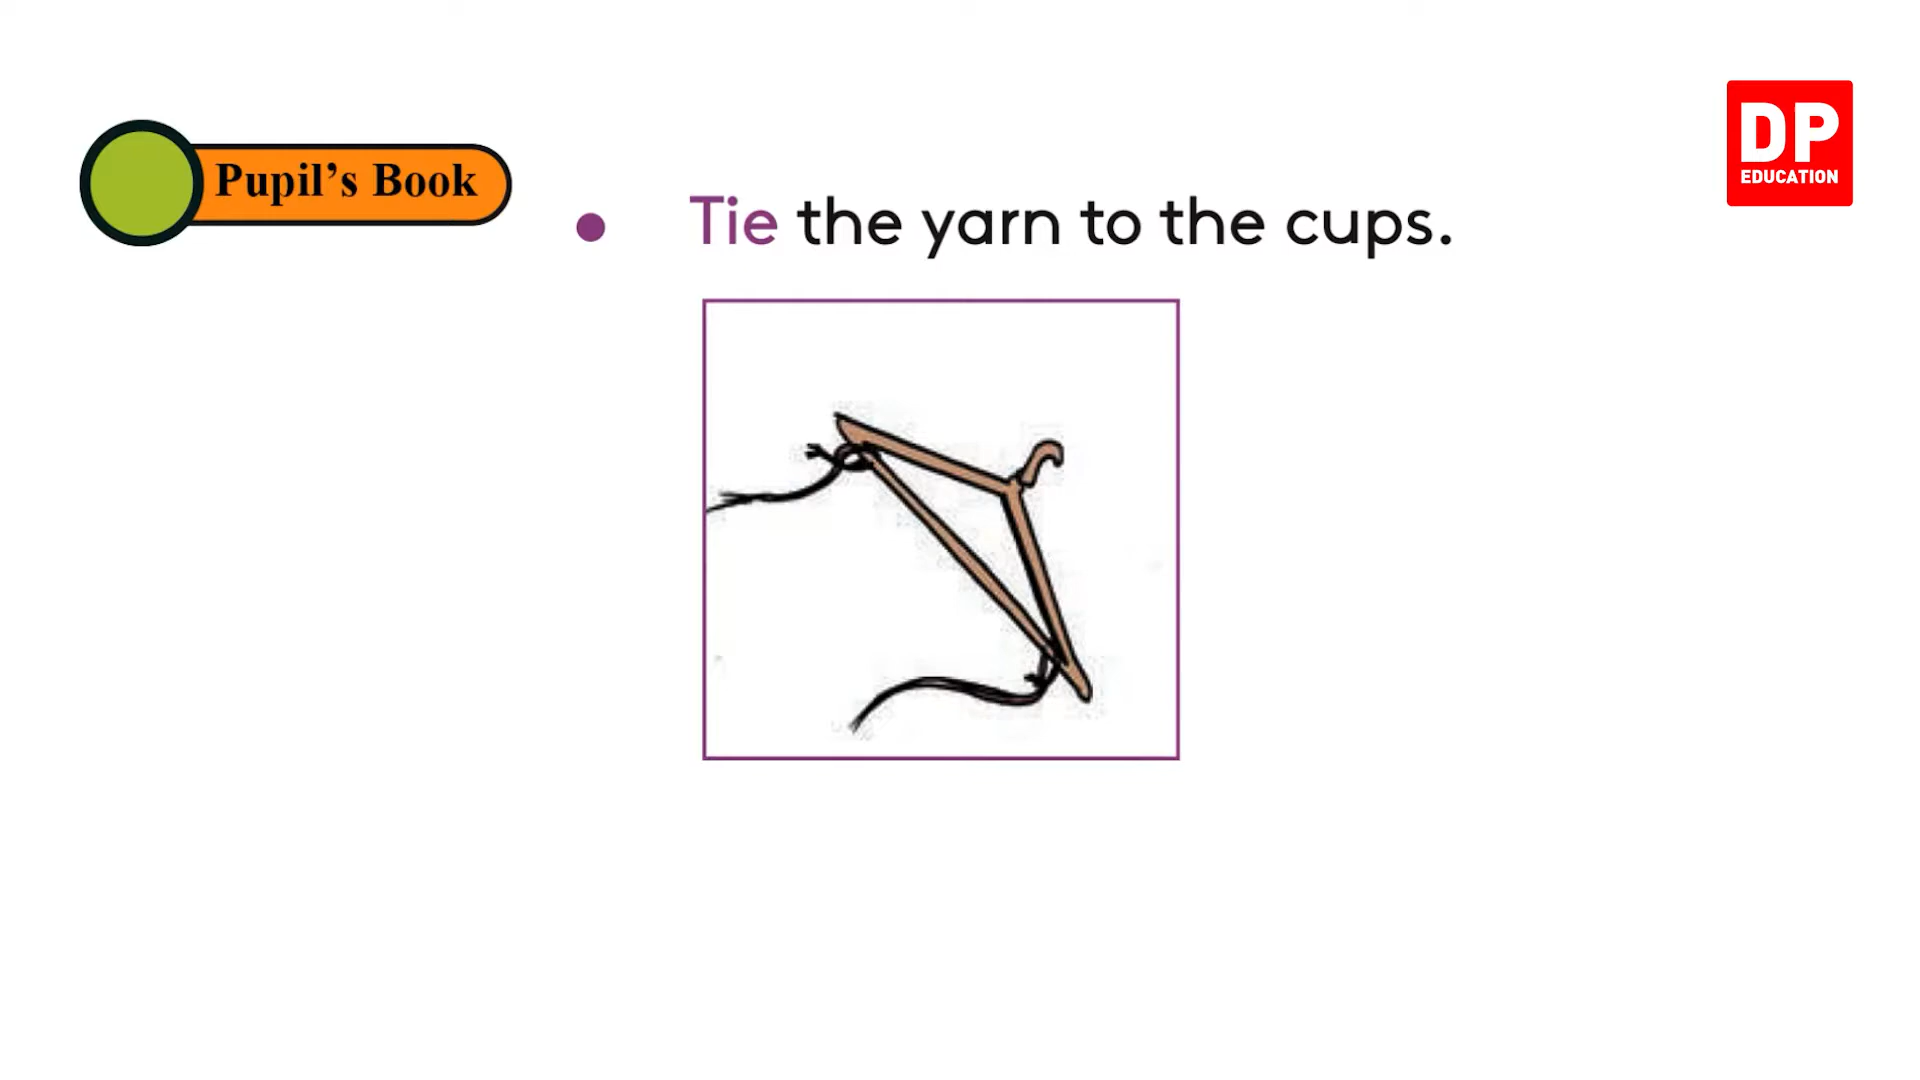 Pupil’s Book
Tie the yarn to the cups.
DP
EDUCATION